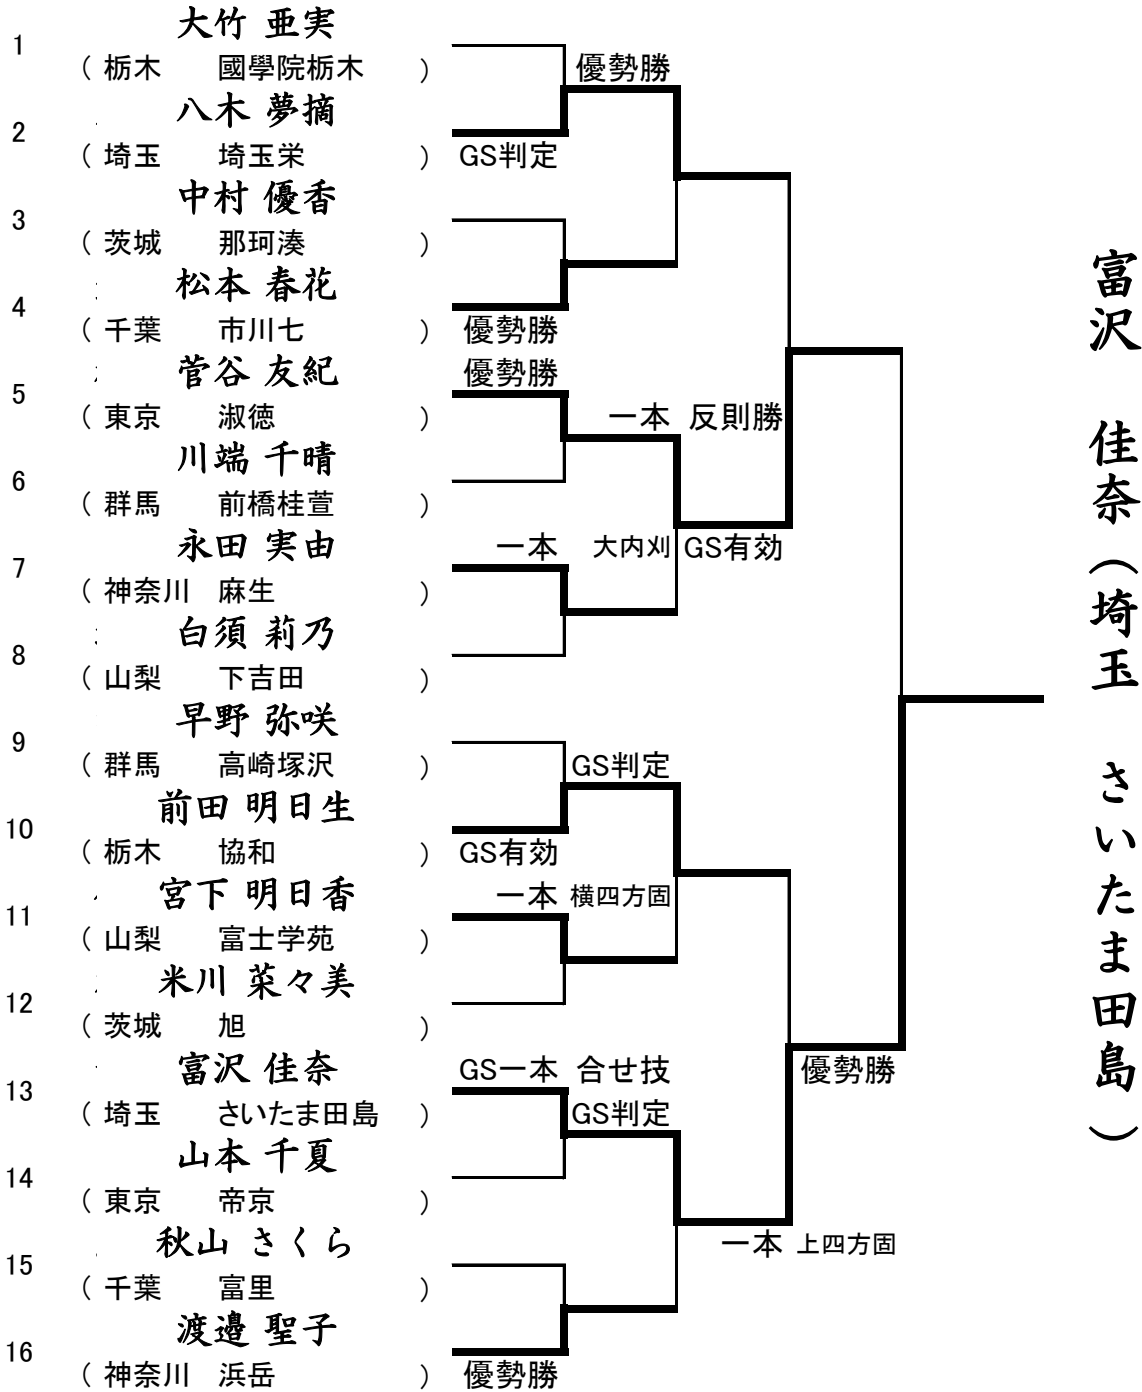 1
大竹 亜実
( 栃木 國學院栃木 )
優勢勝
2
八木 夢摘
( 埼玉 埼玉栄 )
GS判定
3
中村 優香
( 茨城 那珂湊 )
4
松本 春花
( 千葉 市川七 )
優勢勝
5
菅谷 友紀
優勢勝
( 東京 淑徳 )
一本 反則勝
6
川端 千晴
( 群馬 前橋桂萱 )
7
永田 実由
一本
大内刈
GS有効
( 神奈川 麻生 )
8
白須 莉乃
( 山梨 下吉田 )
9
早野 弥咲
( 群馬 高崎塚沢 )
GS判定
10
前田 明日生
( 栃木 協和 )
GS有効
11
宮下 明日香
一本 横四方固
( 山梨 富士学苑 )
12
米川 菜々美
( 茨城 旭 )
13
富沢 佳奈
GS一本 合せ技
優勢勝
( 埼玉 さいたま田島 )
GS判定
14
山本 千夏
( 東京 帝京 )
15
秋山 さくら
一本 上四方固
( 千葉 富里 )
16
渡邉 聖子
( 神奈川 浜岳 )
優勢勝
富沢 佳奈(埼玉 さいたま田島)